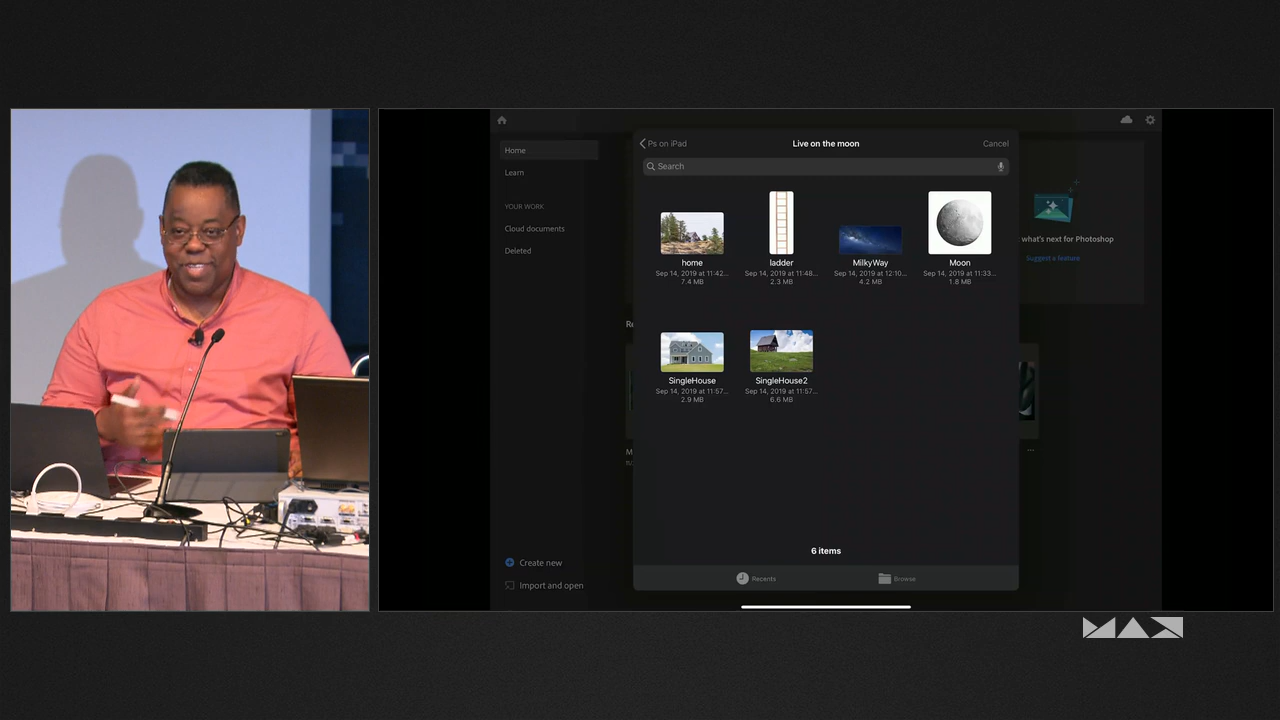 Home
Learn
YOUR WORK
Cloud documents
Deleted
Create new
Import and open
Ps on iPad
Live on the moon
Cancel
Search
home
Sep 14, 2019 at 11:42...
7.4 MB
ladder
Sep 14, 2019 at 11:48...
2.3 MB
MilkyWay
Sep 14, 2019 at 12:10...
4.2 MB
Moon
Sep 14, 2019 at 11:33...
1.8 MB
SingleHouse
Sep 14, 2019 at 11:57...
2.9 MB
SingleHouse2
Sep 14, 2019 at 11:57...
6.6 MB
6 items
Recents
Browse
what's next for Photoshop
Suggest a feature
MAX